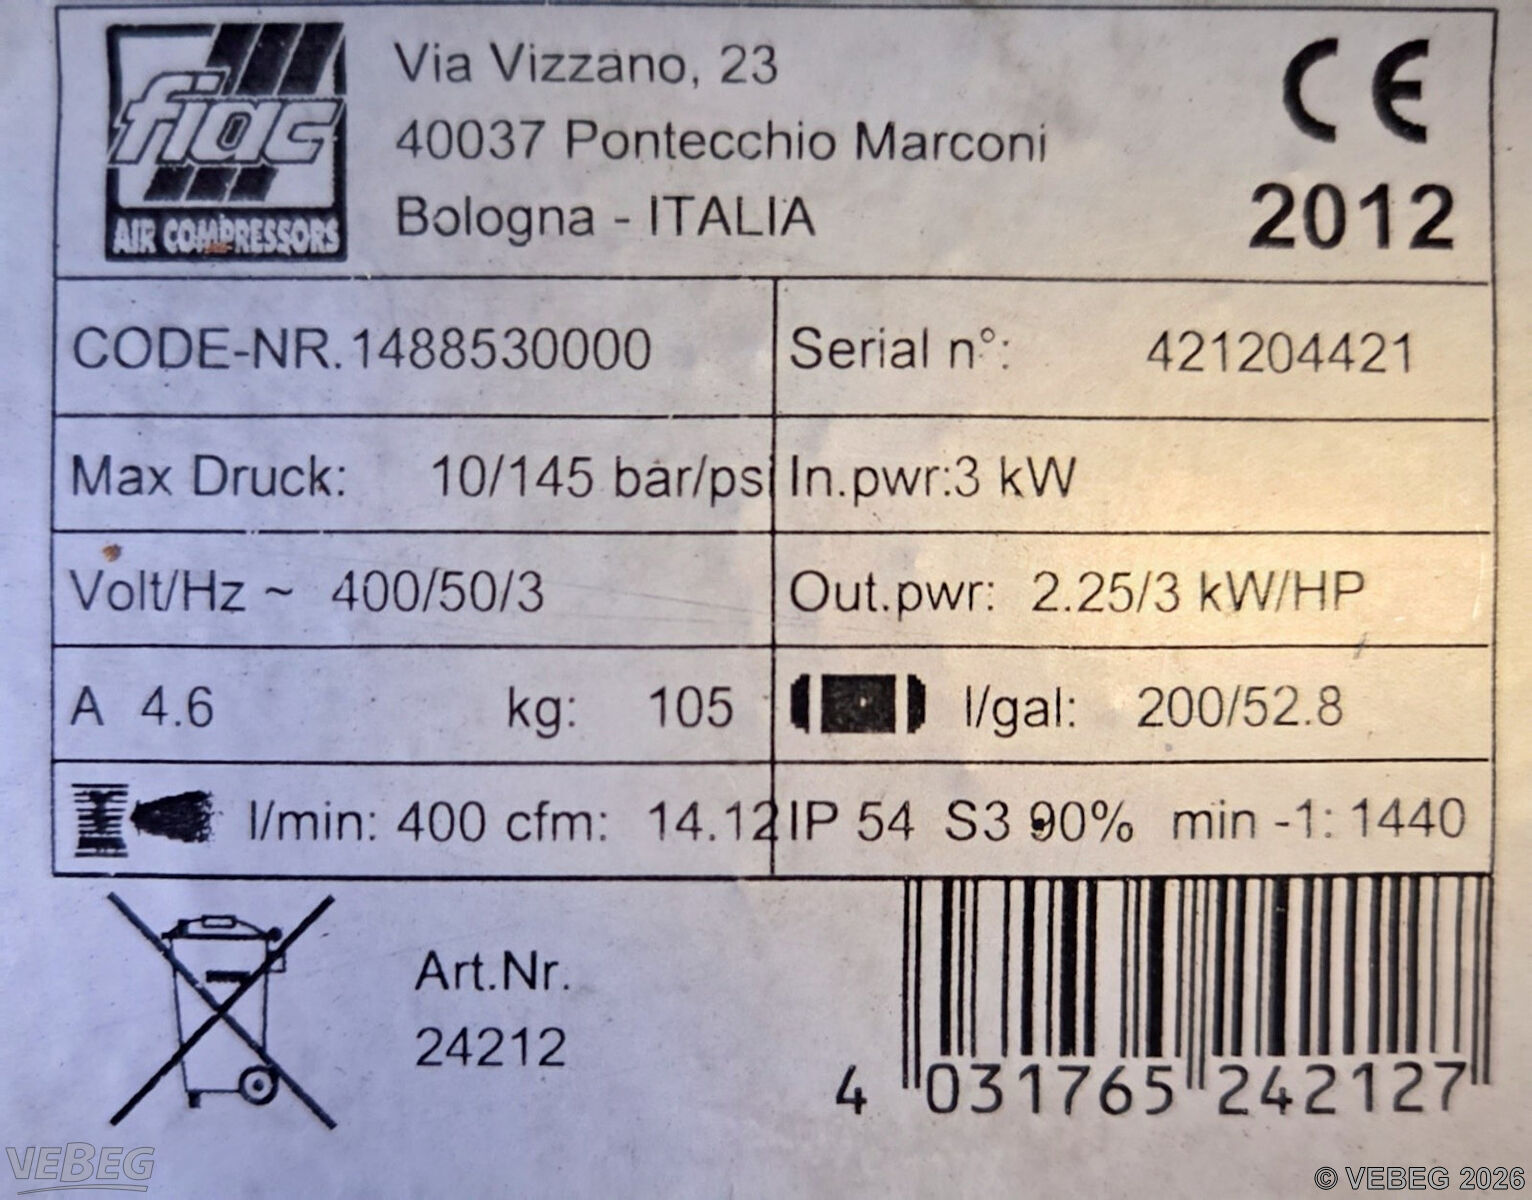 fiac
AIR COMPRESSORS
Via Vizzano, 23
40037 Pontecchio Marconi
Bologna - ITALIA
CE
2012
CODE-NR.1488530000 Serial n°: 421204421
Max Druck: 10/145 bar/psi In.pwr:3 kW
Volt/Hz ~ 400/50/3 Out.pwr: 2.25/3 kW/HP
A 4.6 kg: 105 l/gal: 200/52.8
l/min: 400 cfm: 14.12 IP 54 S3 90% min -1: 1440
Art.Nr.
24212
4 031765 242127
VEBEG
© VEBEG 2026